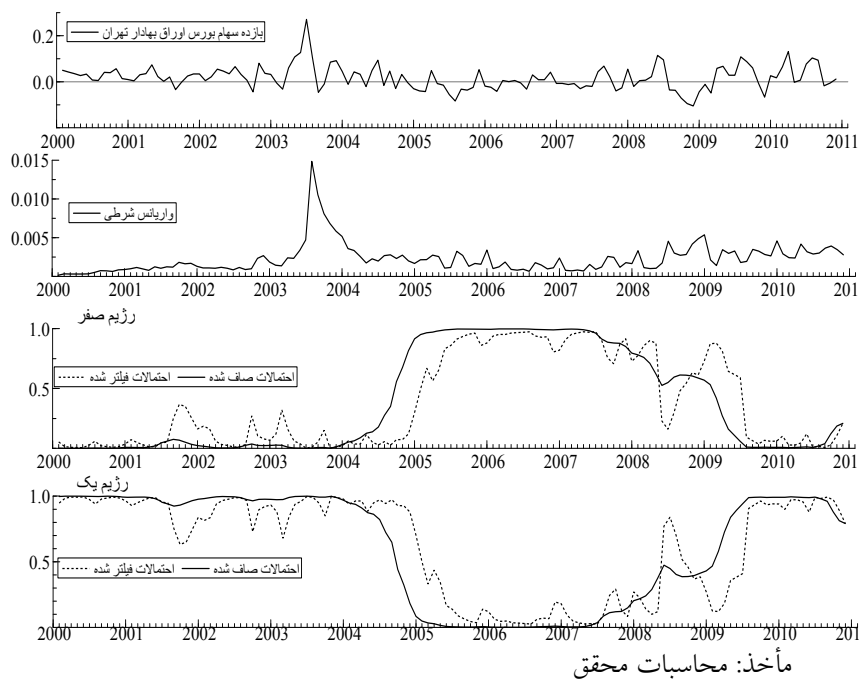 بازده سهام بورس اوراق بهادار تهران
0.2
0.0
2000 2001 2002 2003 2004 2005 2006 2007 2008 2009 2010 2011
0.015
0.010
0.005
واریانس شرطی
2000 2001 2002 2003 2004 2005 2006 2007 2008 2009 2010 201
رژیم صفر
1.0
0.5
احتمالات فیلتر شده احتمالات صاف شده
2000 2001 2002 2003 2004 2005 2006 2007 2008 2009 2010 201
رژیم یک
1.0
0.5
احتمالات فیلتر شده احتمالات صاف شده
2000 2001 2002 2003 2004 2005 2006 2007 2008 2009 2010 201
مأخذ: محاسبات محقق